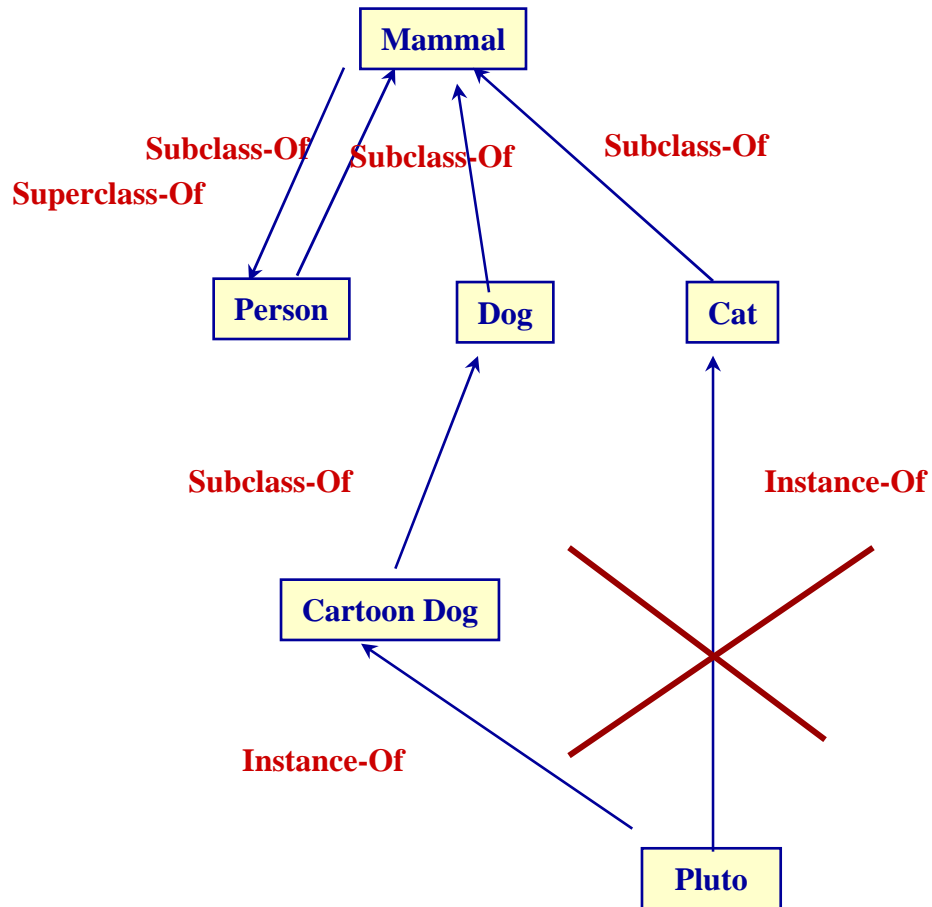 Mammal
Subclass-Of
Subclass-Of
Subclass-Of
Superclass-Of
Person
Dog
Cat
Subclass-Of
Instance-Of
Cartoon Dog
Instance-Of
Pluto